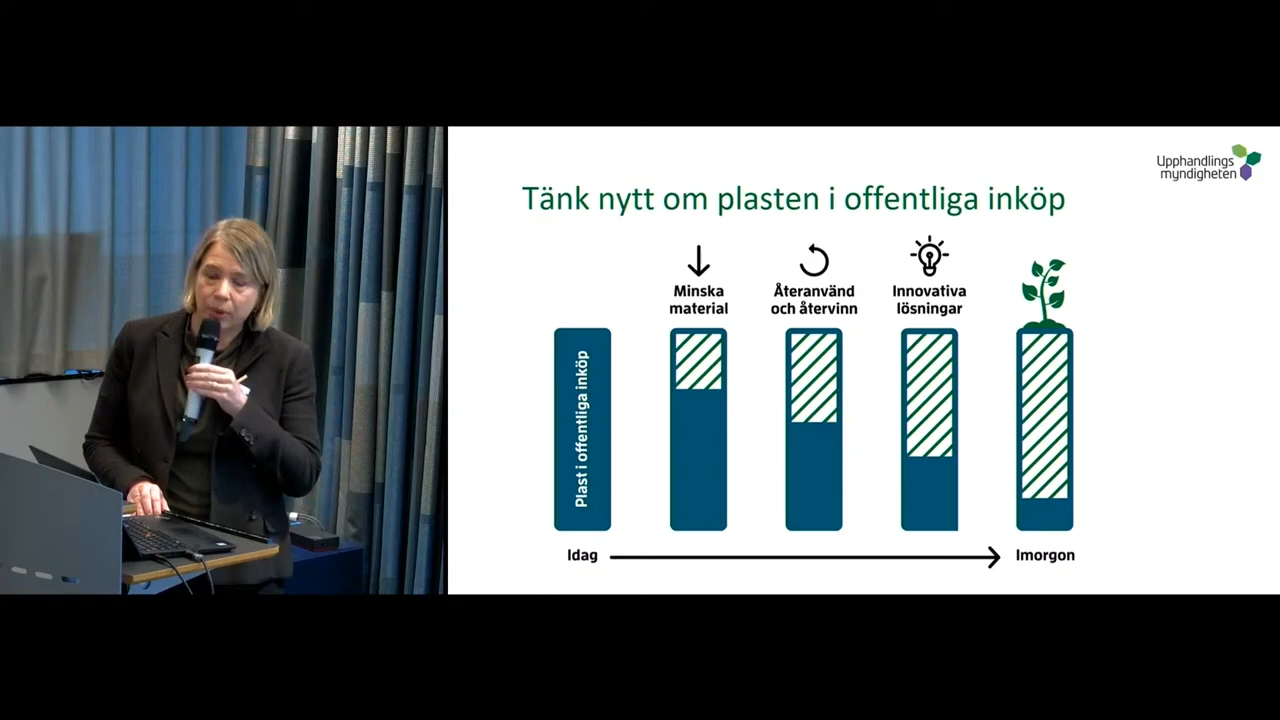 Upphandlings
myndigheten
Tänk nytt om plasten i offentliga inköp
Minska
material
Återanvänd
och återvinn
Innovativa
lösningar
Plast i offentliga inköp
Idag
Imorgon